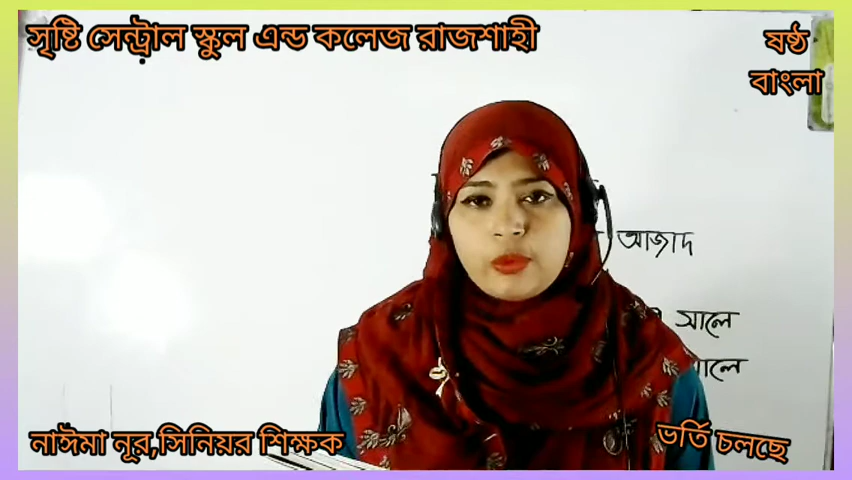 সৃষ্টি সেন্ট্রাল স্কুল এন্ড কলেজ রাজশাহী
ষষ্ঠ
বাংলা
আজাদ
সালে
সালে
নাঈমা নূর,সিনিয়র শিক্ষক
ভর্তি চলছে